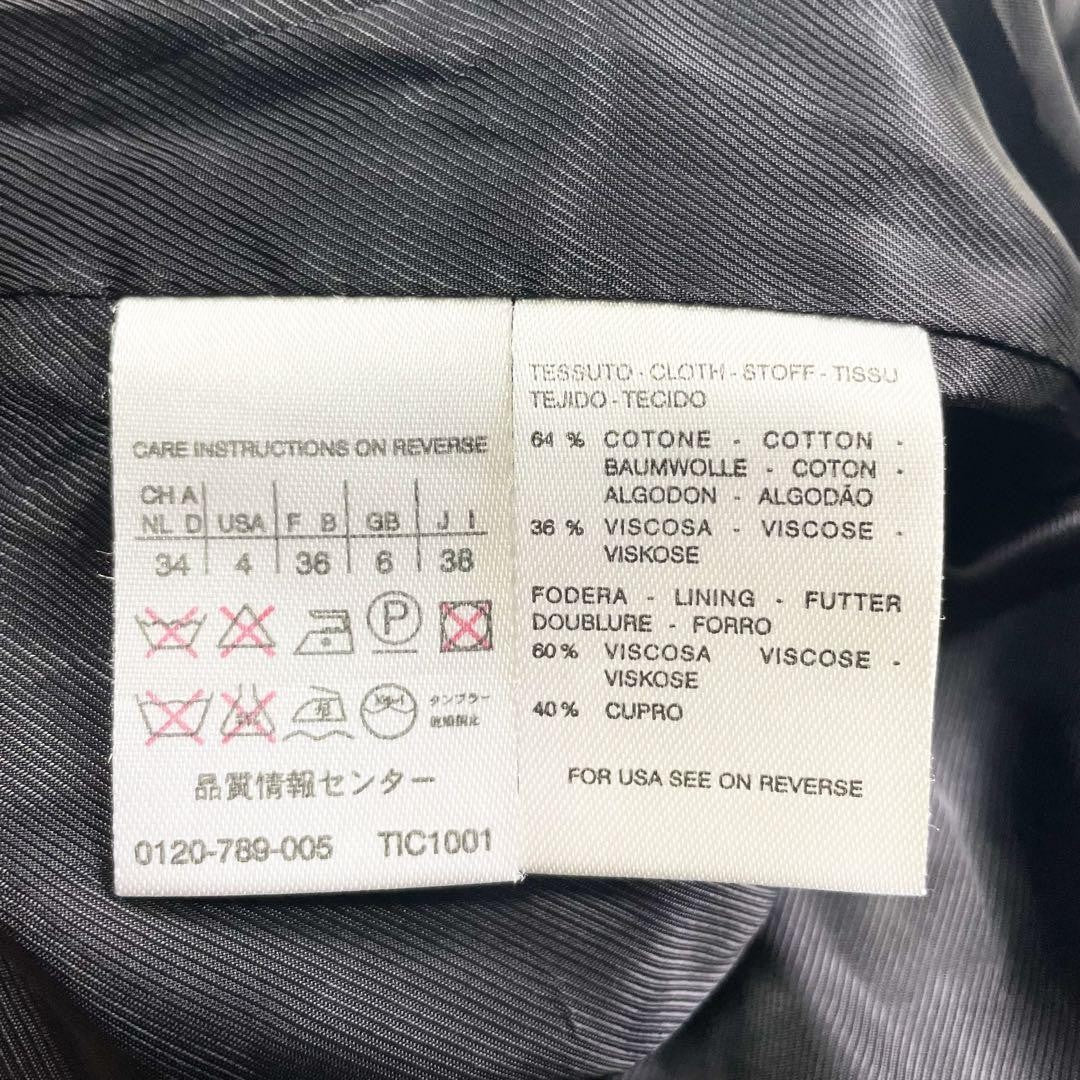 CARE INSTRUCTIONS ON REVERSE
CH A
NL D USA F B GB J I
34 4 36 6 38
P
タンブラー
乾燥禁止
品質情報センター
0120-789-005 TIC1001
TESSUTO - CLOTH - STOFF - TISSU
TEJIDO - TECIDO
64 % COTONE - COTTON -
BAUMWOLLE - COTON -
ALGODON - ALGODÃO
36 % VISCOSA - VISCOSE -
VISKOSE
FODERA - LINING - FUTTER
DOUBLURE - FORRO
60 % VISCOSA VISCOSE -
VISKOSE
40 % CUPRO
FOR USA SEE ON REVERSE